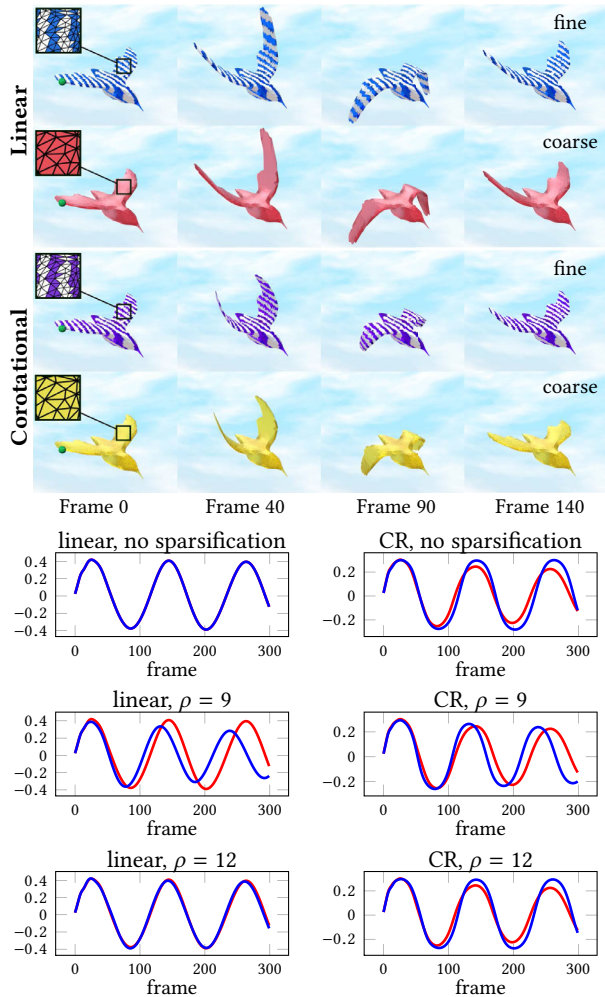 Linear
fine
coarse
Corotational
fine
coarse
Frame 0 Frame 40 Frame 90 Frame 140
linear, no sparsification
0.4
0.2
0
−0.2
−0.4
0 100 200 300
frame
CR, no sparsification
0.2
0
−0.2
0 100 200 300
frame
linear, ρ = 9
0.4
0.2
0
−0.2
−0.4
0 100 200 300
frame
CR, ρ = 9
0.2
0
−0.2
0 100 200 300
frame
linear, ρ = 12
0.4
0.2
0
−0.2
−0.4
0 100 200 300
frame
CR, ρ = 12
0.2
0
−0.2
0 100 200 300
frame